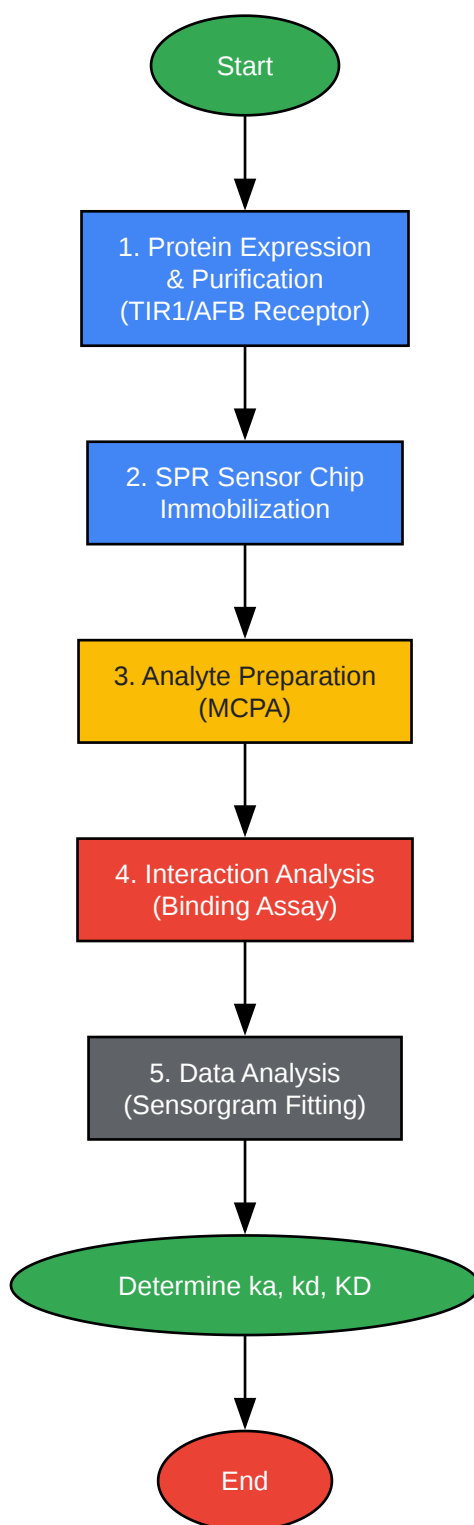 Start
1. Protein Expression
& Purification
(TIR1/AFB Receptor)
2. SPR Sensor Chip
Immobilization
3. Analyte Preparation
(MCPA)
4. Interaction Analysis
(Binding Assay)
5. Data Analysis
(Sensorgram Fitting)
Determine ka, kd, KD
End